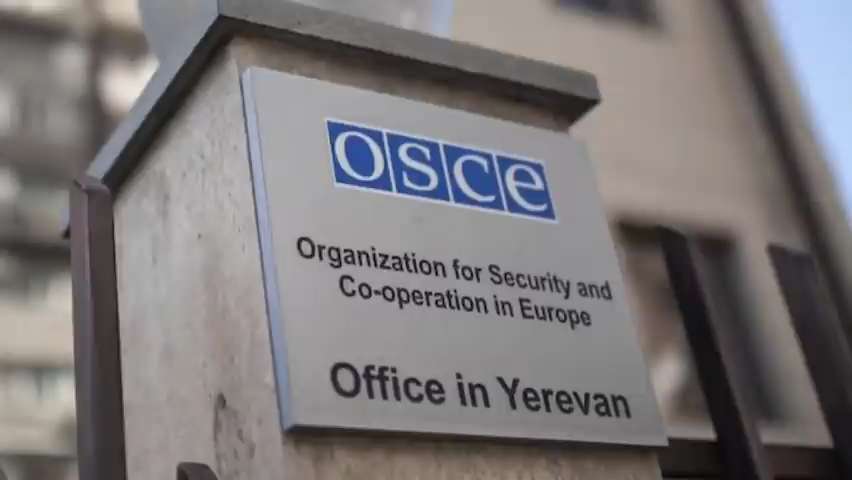 OSCE
Organization for Security and
Co-operation in Europe
Office in Yerevan